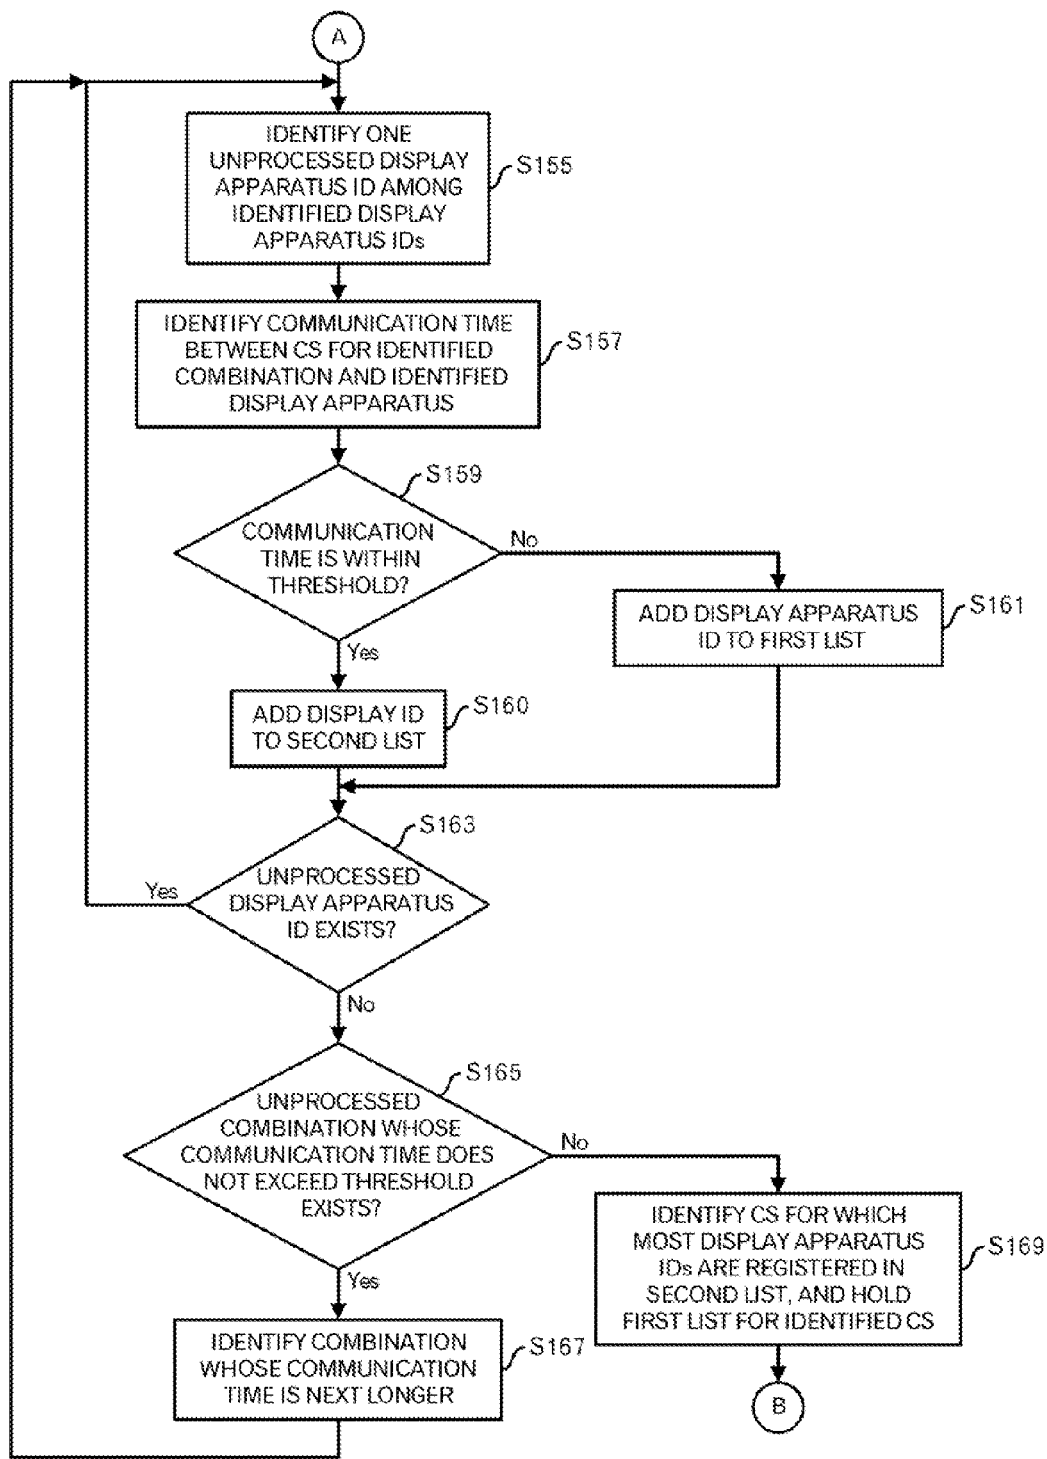 A
IDENTIFY ONE
UNPROCESSED DISPLAY
APPARATUS ID AMONG
IDENTIFIED DISPLAY
APPARATUS IDs
S155
IDENTIFY COMMUNICATION TIME
BETWEEN CS FOR IDENTIFIED
COMBINATION AND IDENTIFIED
DISPLAY APPARATUS
S157
S159
COMMUNICATION
TIME IS WITHIN
THRESHOLD?
No
Yes
ADD DISPLAY APPARATUS
ID TO FIRST LIST
S161
ADD DISPLAY ID
TO SECOND LIST
S160
S163
UNPROCESSED
DISPLAY APPARATUS
ID EXISTS?
Yes
No
S165
UNPROCESSED
COMBINATION WHOSE
COMMUNICATION TIME DOES
NOT EXCEED THRESHOLD
EXISTS?
No
Yes
IDENTIFY CS FOR WHICH
MOST DISPLAY APPARATUS
IDs ARE REGISTERED IN
SECOND LIST, AND HOLD
FIRST LIST FOR IDENTIFIED CS
S169
IDENTIFY COMBINATION
WHOSE COMMUNICATION
TIME IS NEXT LONGER
S167
B